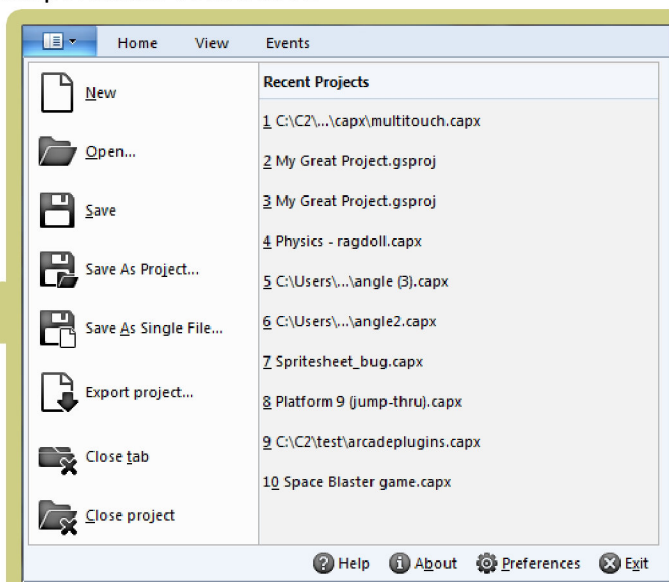 Home View Events
New
Open...
Save
Save As Project...
Save As Single File...
Export project...
Close tab
Close project
Recent Projects
1 C:\C2\...\capx\multitouch.capx
2 My Great Project.gsproj
3 My Great Project.gsproj
4 Physics - ragdoll.capx
5 C:\Users\...\angle (3).capx
6 C:\Users\...\angle2.capx
7 Spritesheet_bug.capx
8 Platform 9 (jump-thru).capx
9 C:\C2\test\arcadeplugins.capx
10 Space Blaster game.capx
Help About Preferences Exit